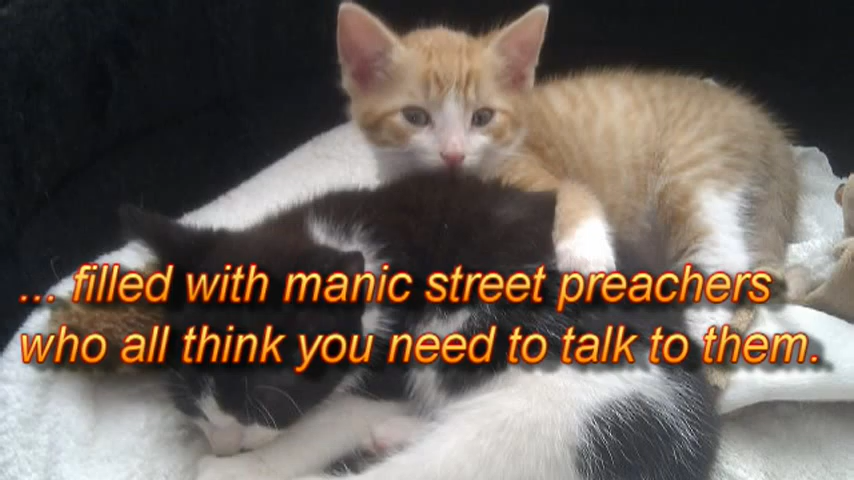 ... filled with manic street preachers
who all think you need to talk to them.